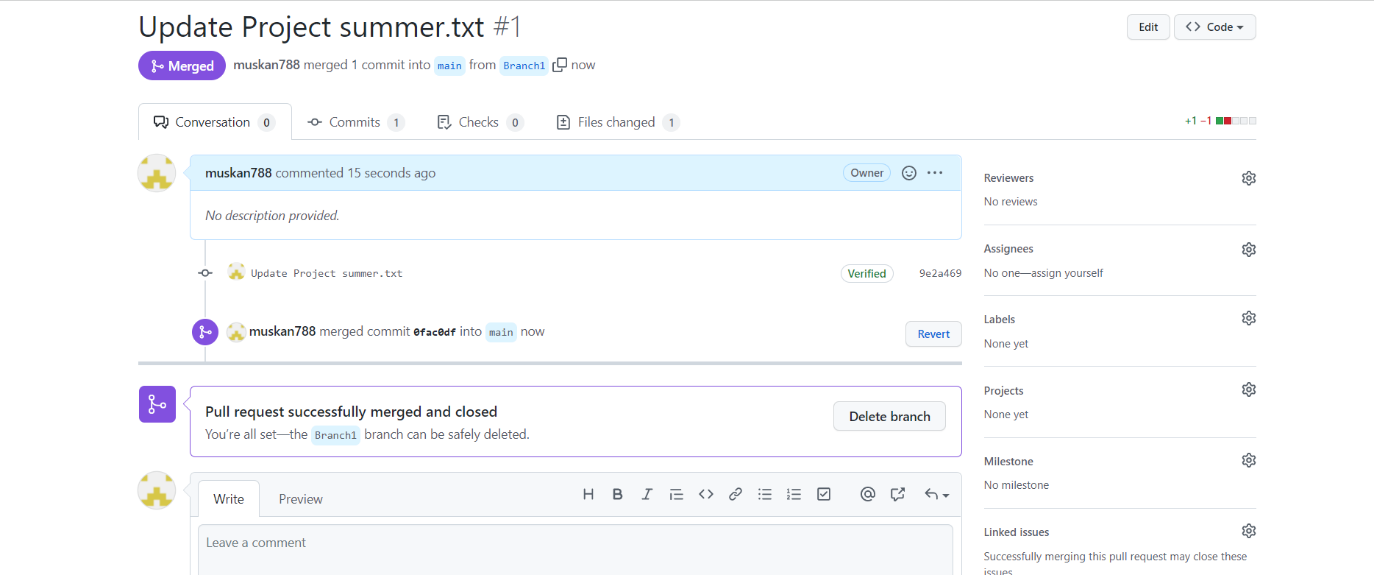 Update Project summer.txt #1
Edit
Code
Merged
muskan788 merged 1 commit into main from Branch1 now
Conversation 0
Commits 1
Checks 0
Files changed 1
+1 −1
muskan788 commented 15 seconds ago
Owner
No description provided.
Update Project summer.txt
Verified
9e2a469
muskan788 merged commit 0fac0df into main now
Revert
Pull request successfully merged and closed
You’re all set—the Branch1 branch can be safely deleted.
Delete branch
Write
Preview
Leave a comment
Reviewers
No reviews
Assignees
No one—assign yourself
Labels
None yet
Projects
None yet
Milestone
No milestone
Linked issues
Successfully merging this pull request may close these
issues